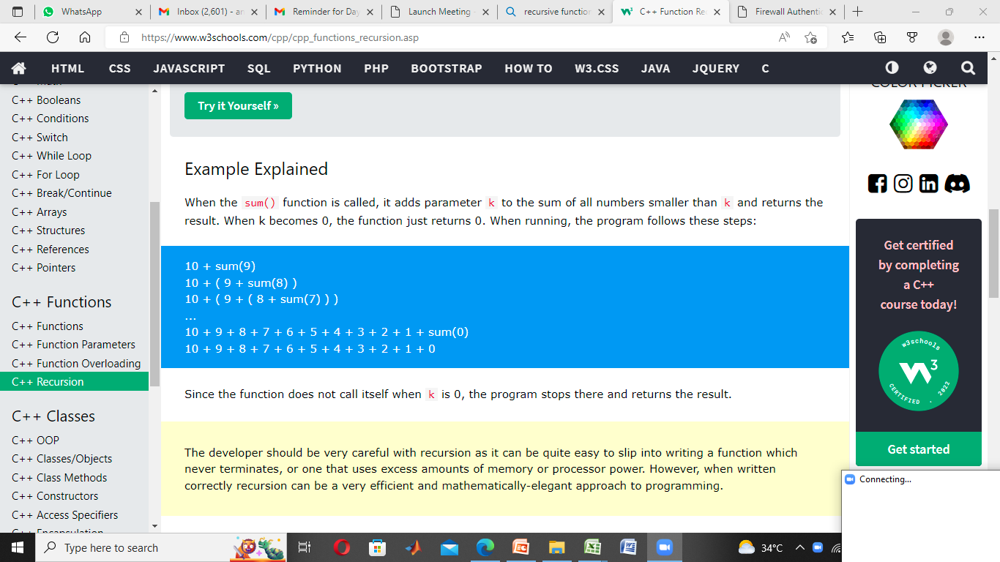 WhatsApp
Inbox (2,601) - an
Reminder for Day
Launch Meeting -
recursive function
C++ Function Re
Firewall Authentic
https://www.w3schools.com/cpp/cpp_functions_recursion.asp
HTML CSS JAVASCRIPT SQL PYTHON PHP BOOTSTRAP HOW TO W3.CSS JAVA JQUERY C
C++ Booleans
C++ Conditions
C++ Switch
C++ While Loop
C++ For Loop
C++ Break/Continue
C++ Arrays
C++ Structures
C++ References
C++ Pointers
C++ Functions
C++ Functions
C++ Function Parameters
C++ Function Overloading
C++ Recursion
C++ Classes
C++ OOP
C++ Classes/Objects
C++ Class Methods
C++ Constructors
C++ Access Specifiers
C++ Encapsulation
Try it Yourself »
Example Explained
When the sum() function is called, it adds parameter k to the sum of all numbers smaller than k and returns the
result. When k becomes 0, the function just returns 0. When running, the program follows these steps:
10 + sum(9)
10 + ( 9 + sum(8) )
10 + ( 9 + ( 8 + sum(7) ) )
...
10 + 9 + 8 + 7 + 6 + 5 + 4 + 3 + 2 + 1 + sum(0)
10 + 9 + 8 + 7 + 6 + 5 + 4 + 3 + 2 + 1 + 0
Since the function does not call itself when k is 0, the program stops there and returns the result.
The developer should be very careful with recursion as it can be quite easy to slip into writing a function which
never terminates, or one that uses excess amounts of memory or processor power. However, when written
correctly recursion can be a very efficient and mathematically-elegant approach to programming.
COLOR PICKER
Get certified
by completing
a C++
course today!
w3schools
W3
CERTIFIED . 2022
Get started
Connecting...
Type here to search
34°C